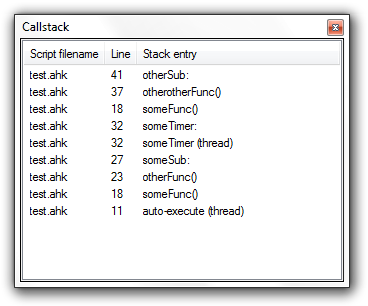 Callstack
Script filename Line Stack entry
test.ahk 41 otherSub:
test.ahk 37 otherotherFunc()
test.ahk 18 someFunc()
test.ahk 32 someTimer:
test.ahk 32 someTimer (thread)
test.ahk 27 someSub:
test.ahk 23 otherFunc()
test.ahk 18 someFunc()
test.ahk 11 auto-execute (thread)